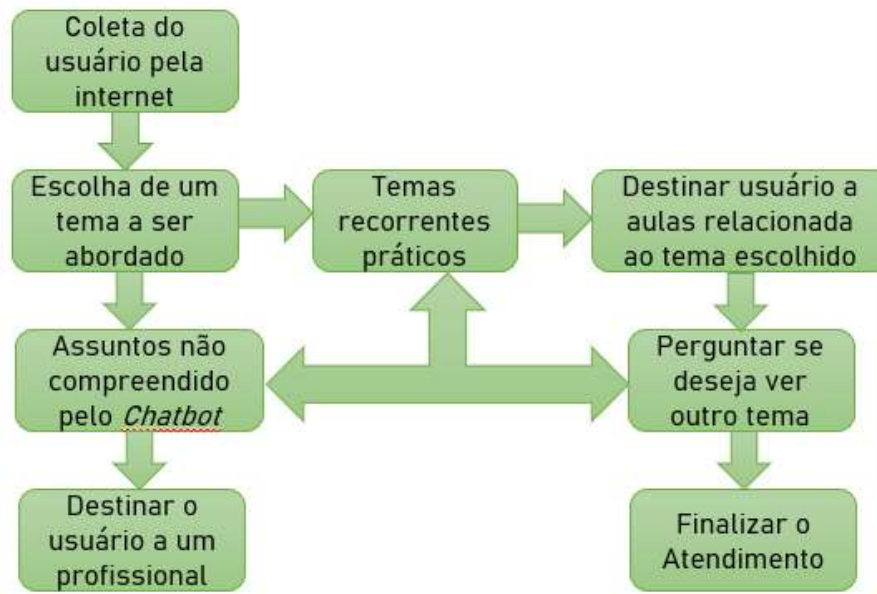 Coleta do
usuário pela
internet
Escolha de um
tema a ser
abordado
Temas
recorrentes
práticos
Destinar usuário a
aulas relacionada
ao tema escolhido
Assuntos não
compreendido
pelo Chatbot
Perguntar se
deseja ver
outro tema
Destinar o
usuário a um
profissional
Finalizar o
Atendimento